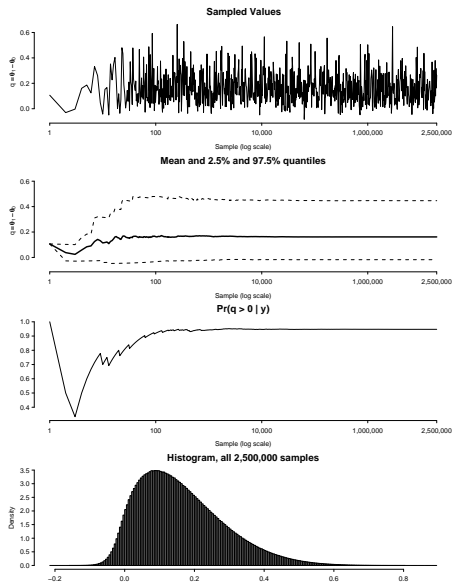 Sampled Values
q = θ₁ − θ₀
0.6
0.4
0.2
0.0
1 100 10,000 1,000,000 2,500,000
Sample (log scale)
Mean and 2.5% and 97.5% quantiles
q = θ₁ − θ₀
0.6
0.4
0.2
0.0
1 100 10,000 1,000,000 2,500,000
Sample (log scale)
Pr(q > 0 | y)
1.0
0.9
0.8
0.7
0.6
0.5
0.4
1 100 10,000 1,000,000 2,500,000
Sample (log scale)
Histogram, all 2,500,000 samples
Density
3.5
3.0
2.5
2.0
1.5
1.0
0.5
0.0
−0.2 0.0 0.2 0.4 0.6 0.8